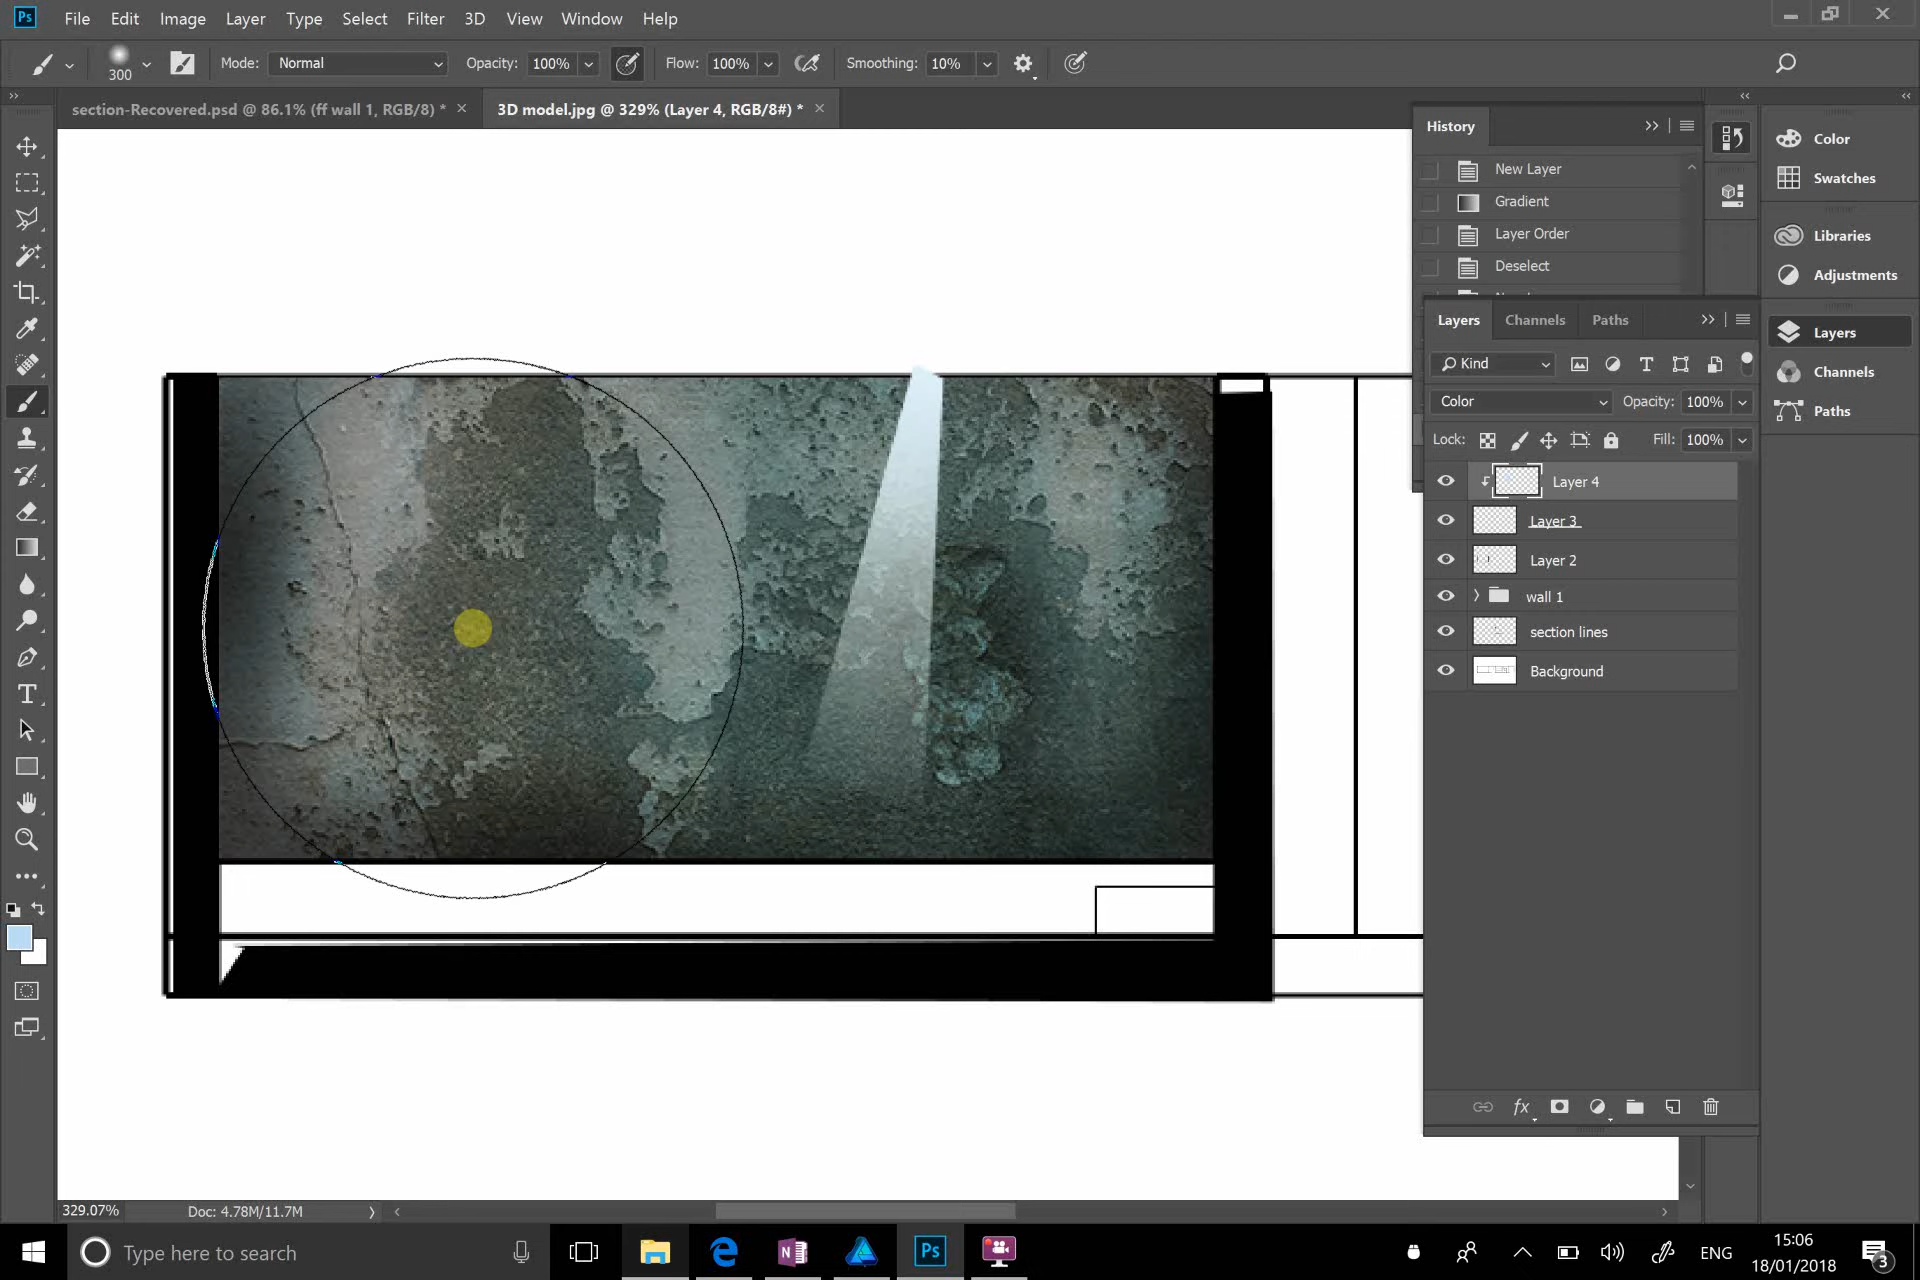 Ps File Edit Image Layer Type Select Filter 3D View Window Help
300 Mode: Normal Opacity: 100% Flow: 100% Smoothing: 10%
section-Recovered.psd @ 86.1% (ff wall 1, RGB/8) * × 3D model.jpg @ 329% (Layer 4, RGB/8#) * ×
History
New Layer
Gradient
Layer Order
Deselect
Layers Channels Paths
Kind
Color Opacity: 100%
Lock: Fill: 100%
Layer 4
Layer 3
Layer 2
wall 1
section lines
Background
Color
Swatches
Libraries
Adjustments
Layers
Channels
Paths
fx
329.07% Doc: 4.78M/11.7M
Type here to search
Ps
ENG
15:06
18/01/2018
3